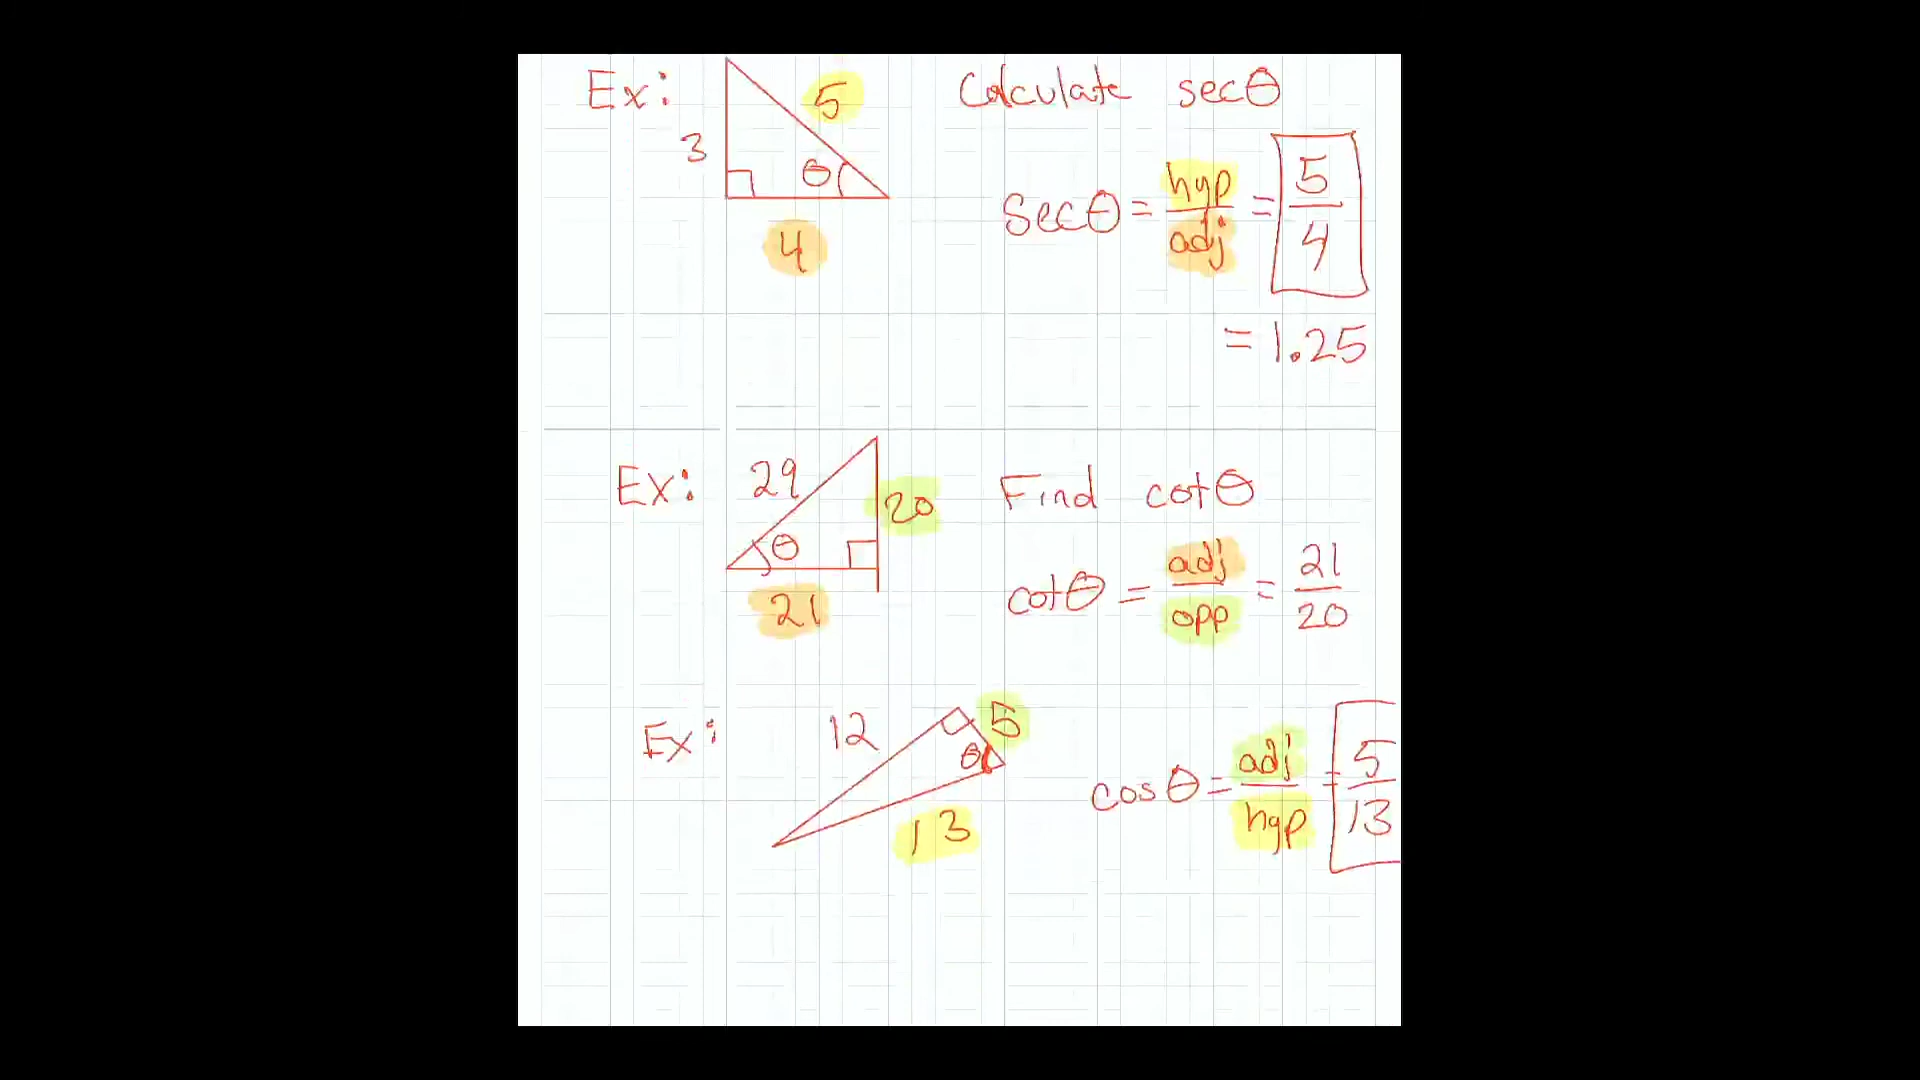 Ex: 5 Calculate secθ
3 θ
4
secθ = hyp/adj = 5/4
= 1.25
Ex: 29 20 Find cotθ
θ
21
cotθ = adj/opp = 21/20
Ex: 12 5
θ
13
cosθ = adj/hyp = 5/13